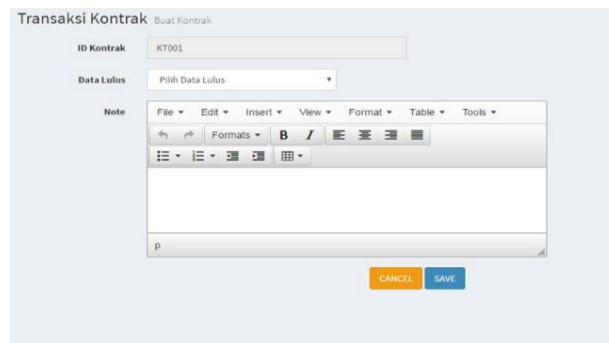 Transaksi Kontrak Buat Kontrak
ID Kontrak KT001
Data Lulus Pilih Data Lulus
Note File Edit Insert View Format Table Tools
Formats B I
p
CANCEL SAVE